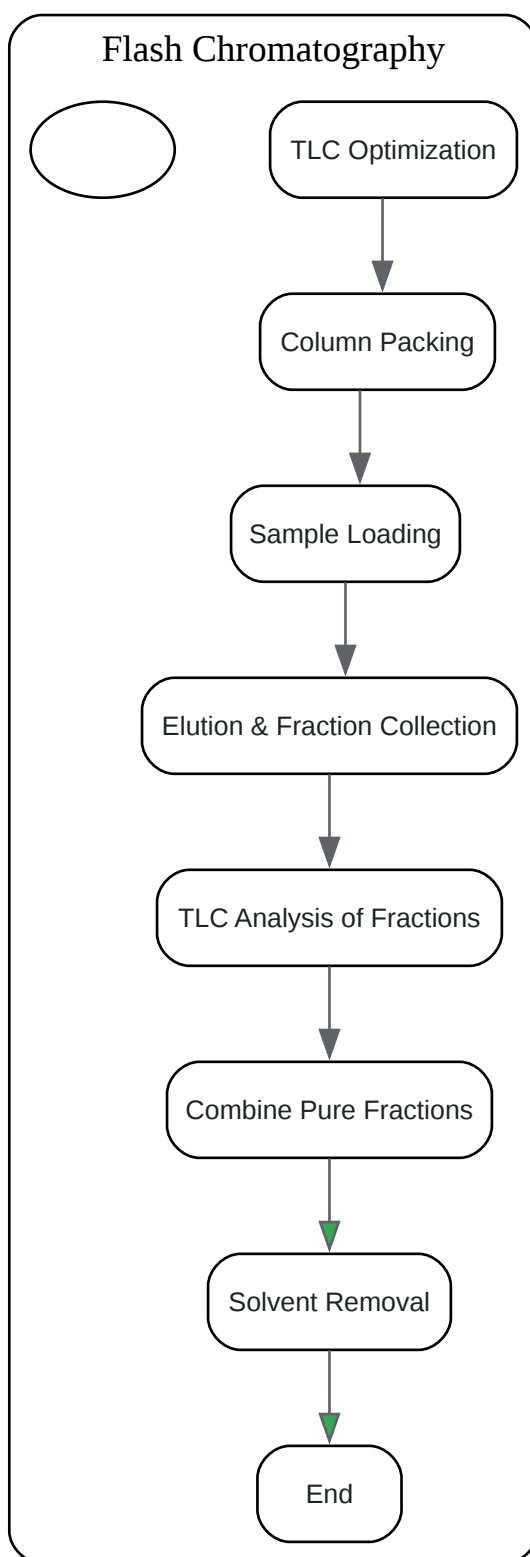 Flash Chromatography
TLC Optimization
Column Packing
Sample Loading
Elution & Fraction Collection
TLC Analysis of Fractions
Combine Pure Fractions
Solvent Removal
End